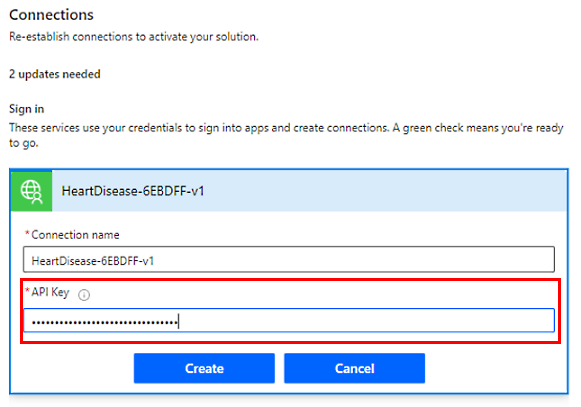 Connections
Re-establish connections to activate your solution.
2 updates needed
Sign in
These services use your credentials to sign into apps and create connections. A green check means you're ready
to go.
HeartDisease-6EBDFF-v1
*Connection name
HeartDisease-6EBDFF-v1
*API Key
••••••••••••••••••••••••••••••••
Create
Cancel